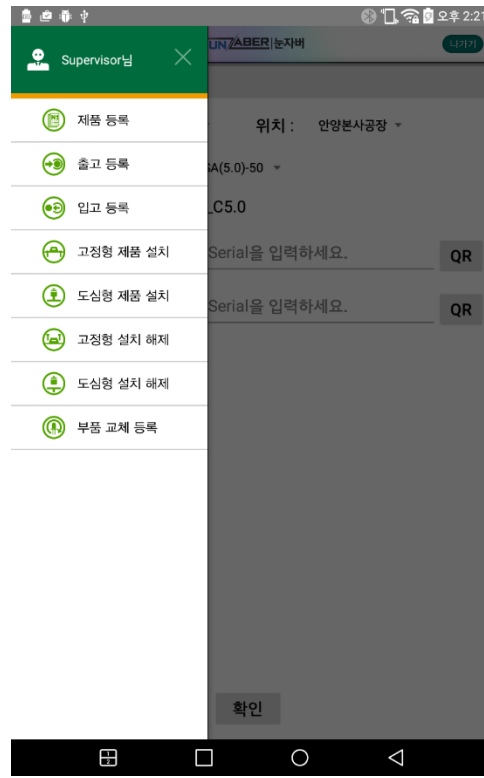 오후 2:21
Supervisor님
UNZABER|눈자버
나가기
제품 등록
위치 : 안양본사공장
출고 등록
GA(5.0)-50
입고 등록
_C5.0
고정형 제품 설치
Serial을 입력하세요.
QR
도심형 제품 설치
Serial을 입력하세요.
QR
고정형 설치 해제
도심형 설치 해제
부품 교체 등록
확인